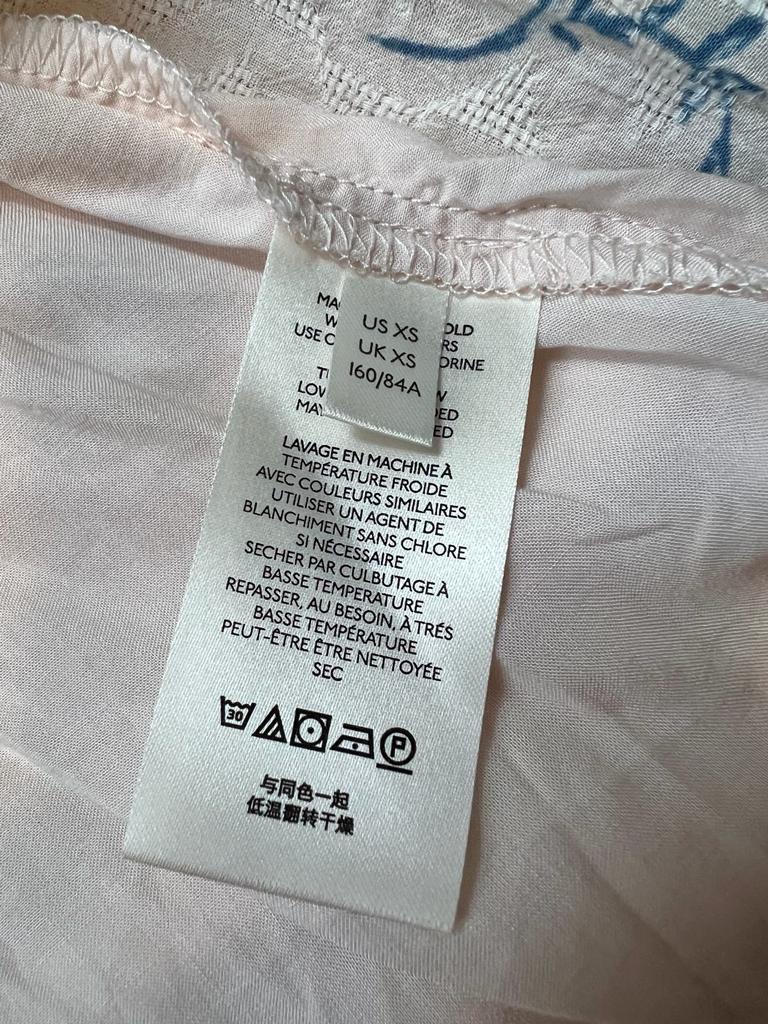 US XS
UK XS
160/84A
USE
LAVAGE EN MACHINE À
TEMPÉRATURE FROIDE
AVEC COULEURS SIMILAIRES
UTILISER UN AGENT DE
BLANCHIMENT SANS CHLORE
SI NÉCESSAIRE
SECHER PAR CULBUTAGE À
BASSE TEMPERATURE
REPASSER, AU BESOIN, À TRÉS
BASSE TEMPÉRATURE
PEUT-ÊTRE ÊTRE NETTOYÉE
SEC
30
P
与同色一起
低温翻转干燥